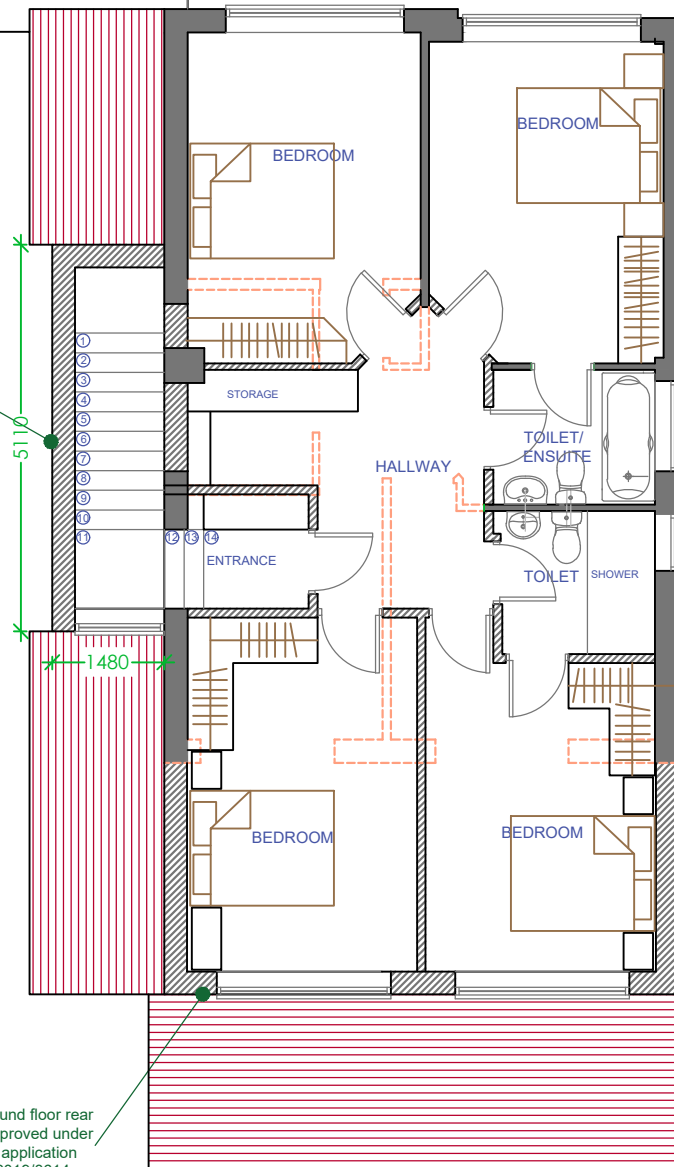 BEDROOM
BEDROOM
1
2
3
4
5
6
7
8
9
10
11
12
13
14
5110
STORAGE
HALLWAY
TOILET/
ENSUITE
ENTRANCE
TOILET
SHOWER
1480
BEDROOM
BEDROOM
und floor rear
proved under
application